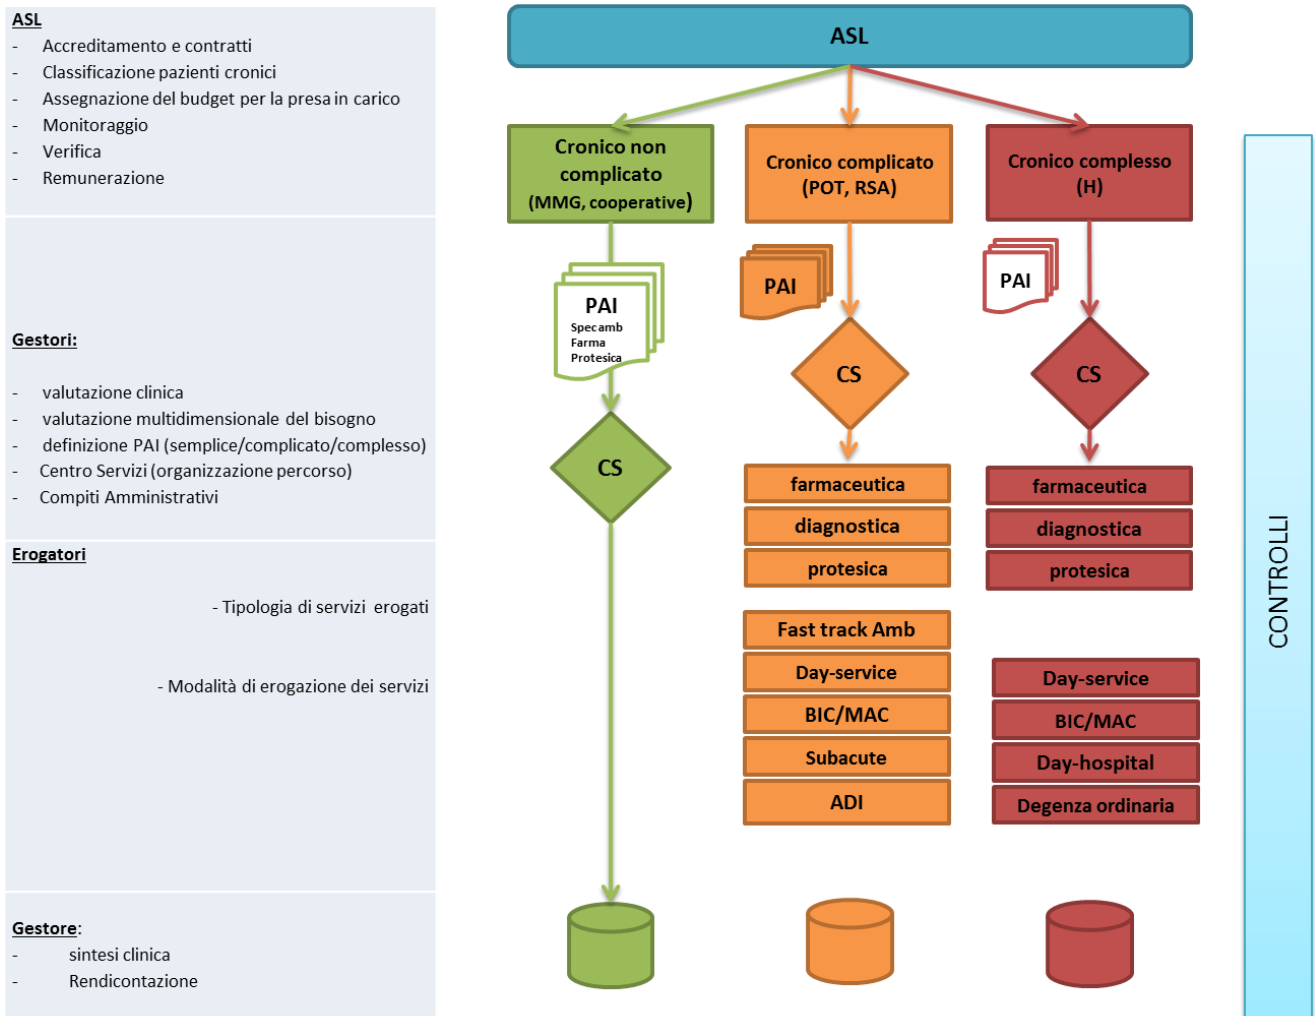 ASL
- Accreditamento e contratti
- Classificazione pazienti cronici
- Assegnazione del budget per la presa in carico
- Monitoraggio
- Verifica
- Remunerazione
Gestori:
- valutazione clinica
- valutazione multidimensionale del bisogno
- definizione PAI (semplice/complicato/complesso)
- Centro Servizi (organizzazione percorso)
- Compiti Amministrativi
Erogatori
- Tipologia di servizi erogati
- Modalità di erogazione dei servizi
Gestore:
- sintesi clinica
- Rendicontazione
ASL
Cronico non
complicato
(MMG, cooperative)
PAI
Spec amb
Farma
Protesica
CS
Cronico complicato
(POT, RSA)
PAI
CS
farmaceutica
diagnostica
protesica
Fast track Amb
Day-service
BIC/MAC
Subacute
ADI
Cronico complesso
(H)
PAI
CS
farmaceutica
diagnostica
protesica
Day-service
BIC/MAC
Day-hospital
Degenza ordinaria
CONTROLLI